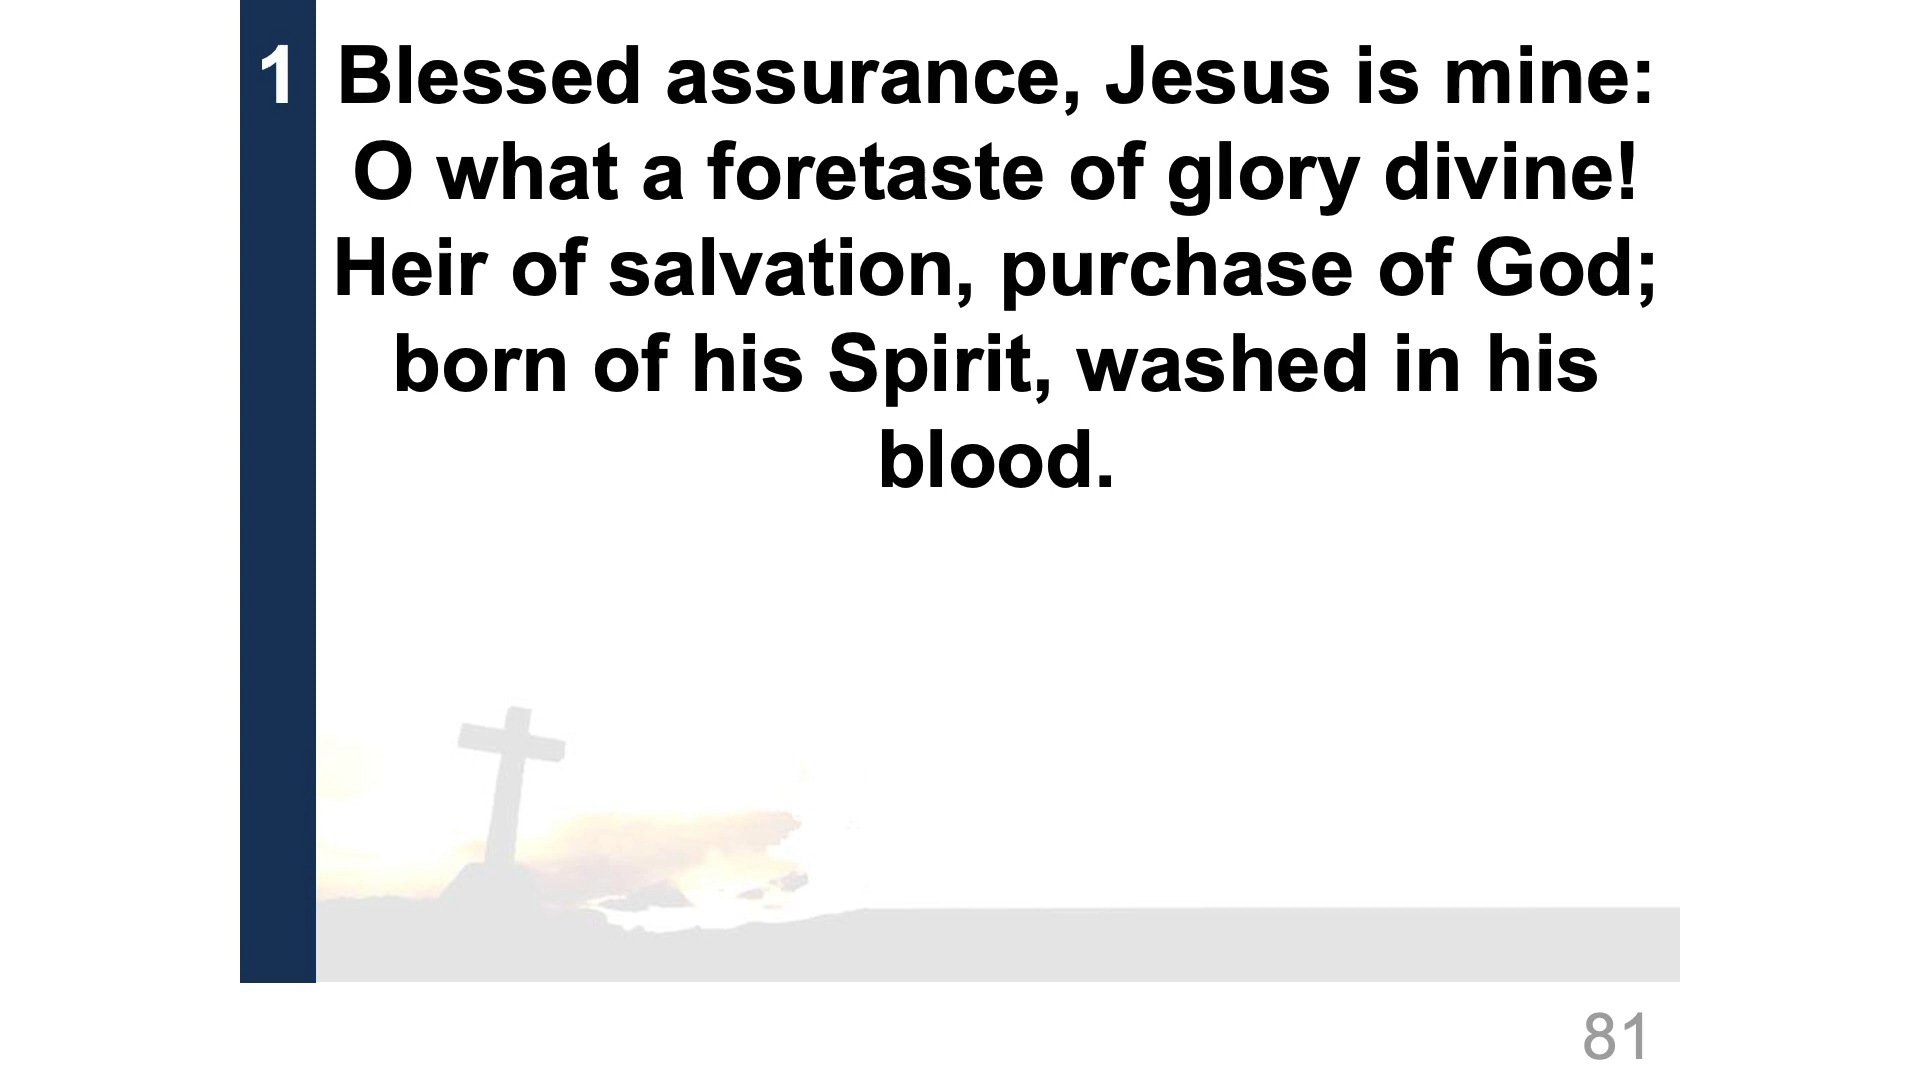 1 Blessed assurance, Jesus is mine:
O what a foretaste of glory divine!
Heir of salvation, purchase of God;
born of his Spirit, washed in his
blood.
81